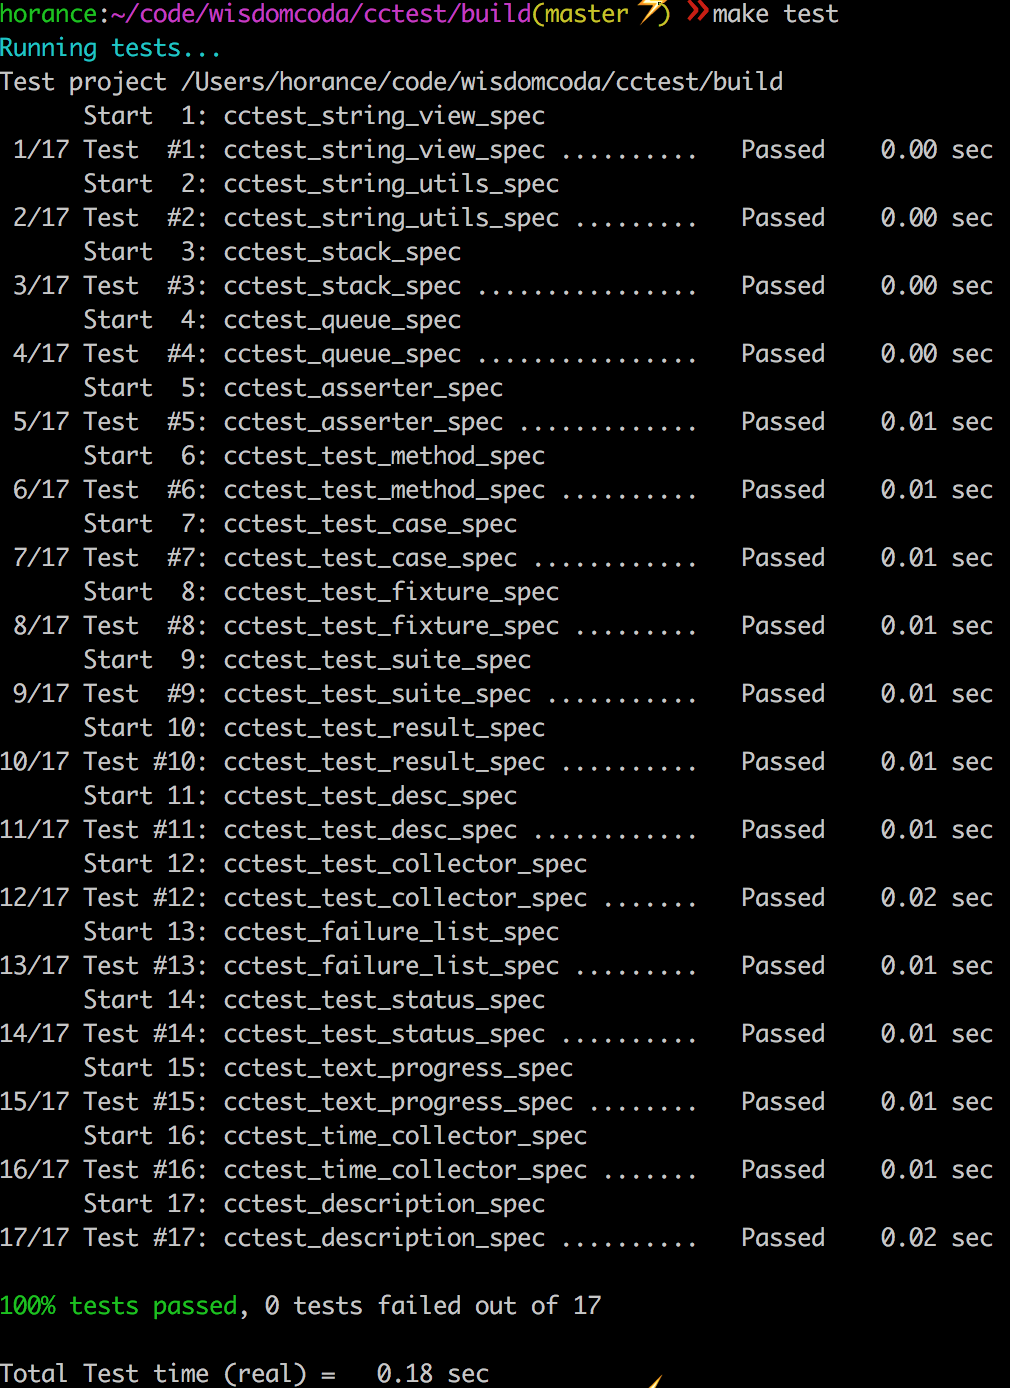 horance:~/code/wisdomcoda/cctest/build(master⚡) »make test
Running tests...
Test project /Users/horance/code/wisdomcoda/cctest/build
      Start  1: cctest_string_view_spec
 1/17 Test  #1: cctest_string_view_spec ..........   Passed    0.00 sec
      Start  2: cctest_string_utils_spec
 2/17 Test  #2: cctest_string_utils_spec .........   Passed    0.00 sec
      Start  3: cctest_stack_spec
 3/17 Test  #3: cctest_stack_spec ................   Passed    0.00 sec
      Start  4: cctest_queue_spec
 4/17 Test  #4: cctest_queue_spec ................   Passed    0.00 sec
      Start  5: cctest_asserter_spec
 5/17 Test  #5: cctest_asserter_spec .............   Passed    0.01 sec
      Start  6: cctest_test_method_spec
 6/17 Test  #6: cctest_test_method_spec ..........   Passed    0.01 sec
      Start  7: cctest_test_case_spec
 7/17 Test  #7: cctest_test_case_spec ............   Passed    0.01 sec
      Start  8: cctest_test_fixture_spec
 8/17 Test  #8: cctest_test_fixture_spec .........   Passed    0.01 sec
      Start  9: cctest_test_suite_spec
 9/17 Test  #9: cctest_test_suite_spec ...........   Passed    0.01 sec
      Start 10: cctest_test_result_spec
10/17 Test #10: cctest_test_result_spec ..........   Passed    0.01 sec
      Start 11: cctest_test_desc_spec
11/17 Test #11: cctest_test_desc_spec ............   Passed    0.01 sec
      Start 12: cctest_test_collector_spec
12/17 Test #12: cctest_test_collector_spec .......   Passed    0.02 sec
      Start 13: cctest_failure_list_spec
13/17 Test #13: cctest_failure_list_spec .........   Passed    0.01 sec
      Start 14: cctest_test_status_spec
14/17 Test #14: cctest_test_status_spec ..........   Passed    0.01 sec
      Start 15: cctest_text_progress_spec
15/17 Test #15: cctest_text_progress_spec ........   Passed    0.01 sec
      Start 16: cctest_time_collector_spec
16/17 Test #16: cctest_time_collector_spec .......   Passed    0.01 sec
      Start 17: cctest_description_spec
17/17 Test #17: cctest_description_spec ..........   Passed    0.02 sec

100% tests passed, 0 tests failed out of 17

Total Test time (real) =   0.18 sec